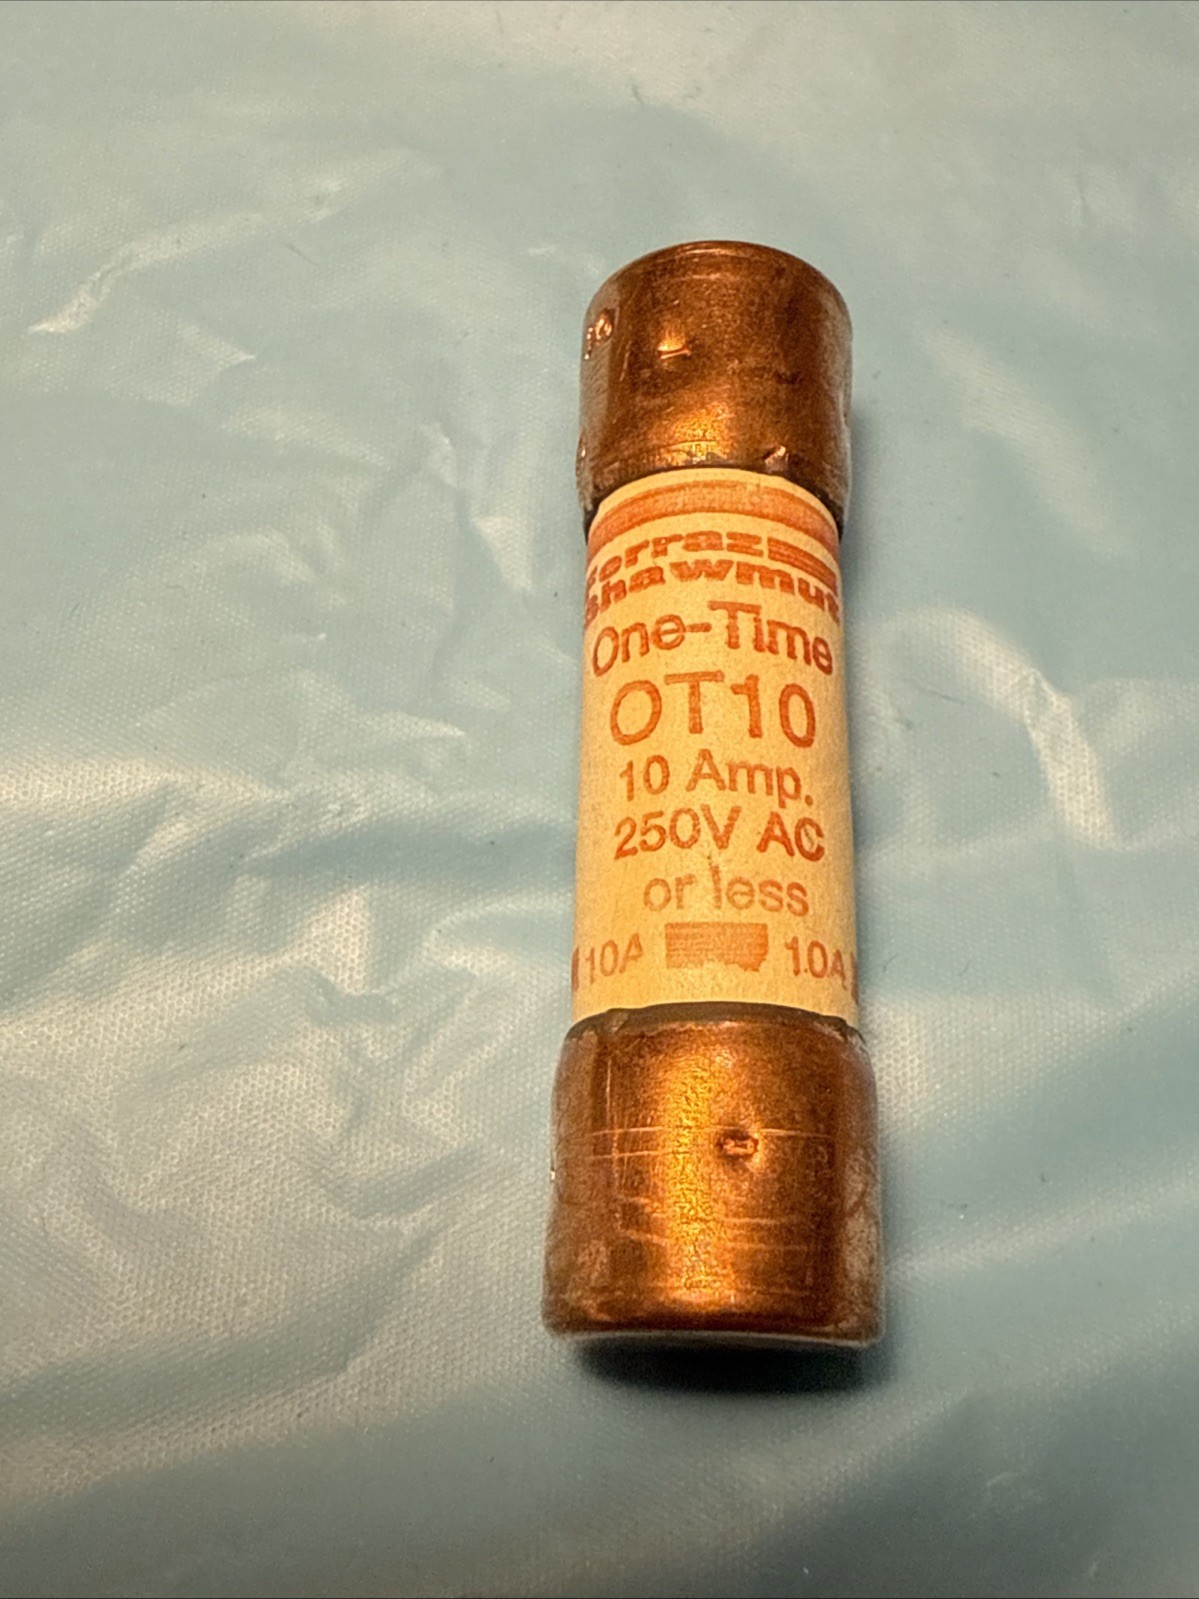 ferraz
shawmut
One-Time
OT10
10 Amp.
250V AC
or less
10A 10A